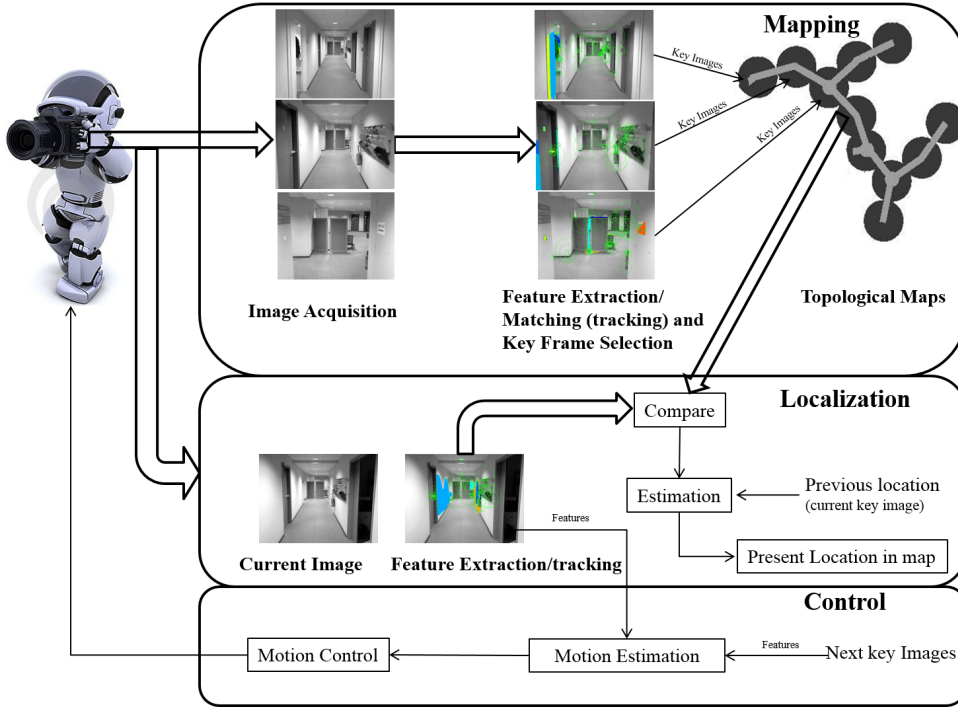 Mapping
Key Images
Key Images
Key Images
Image Acquisition
Feature Extraction/
Matching (tracking) and
Key Frame Selection
Topological Maps
Localization
Compare
Estimation
Previous location
(current key image)
Present Location in map
Features
Current Image
Feature Extraction/tracking
Control
Motion Control
Motion Estimation
Features
Next key Images